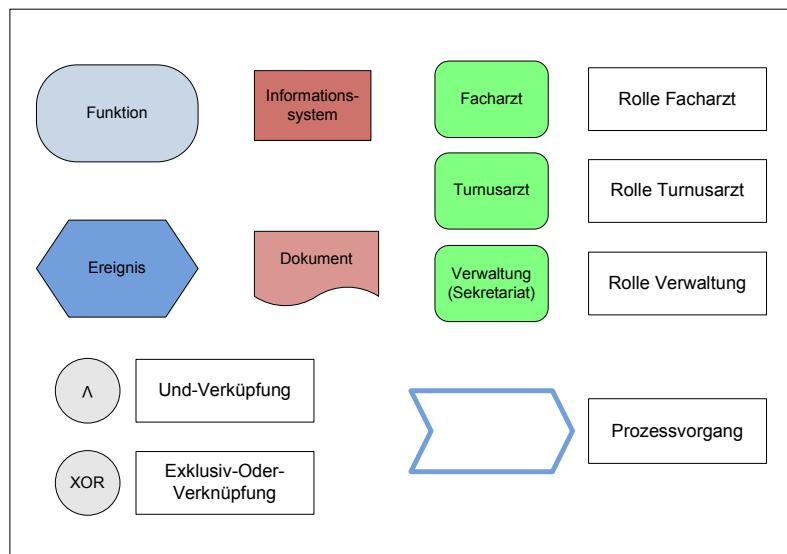 Funktion
Informations-
system
Facharzt
Rolle Facharzt
Turnusarzt
Rolle Turnusarzt
Ereignis
Dokument
Verwaltung
(Sekretariat)
Rolle Verwaltung
Λ
Und-Verküpfung
Prozessvorgang
XOR
Exklusiv-Oder-
Verknüpfung